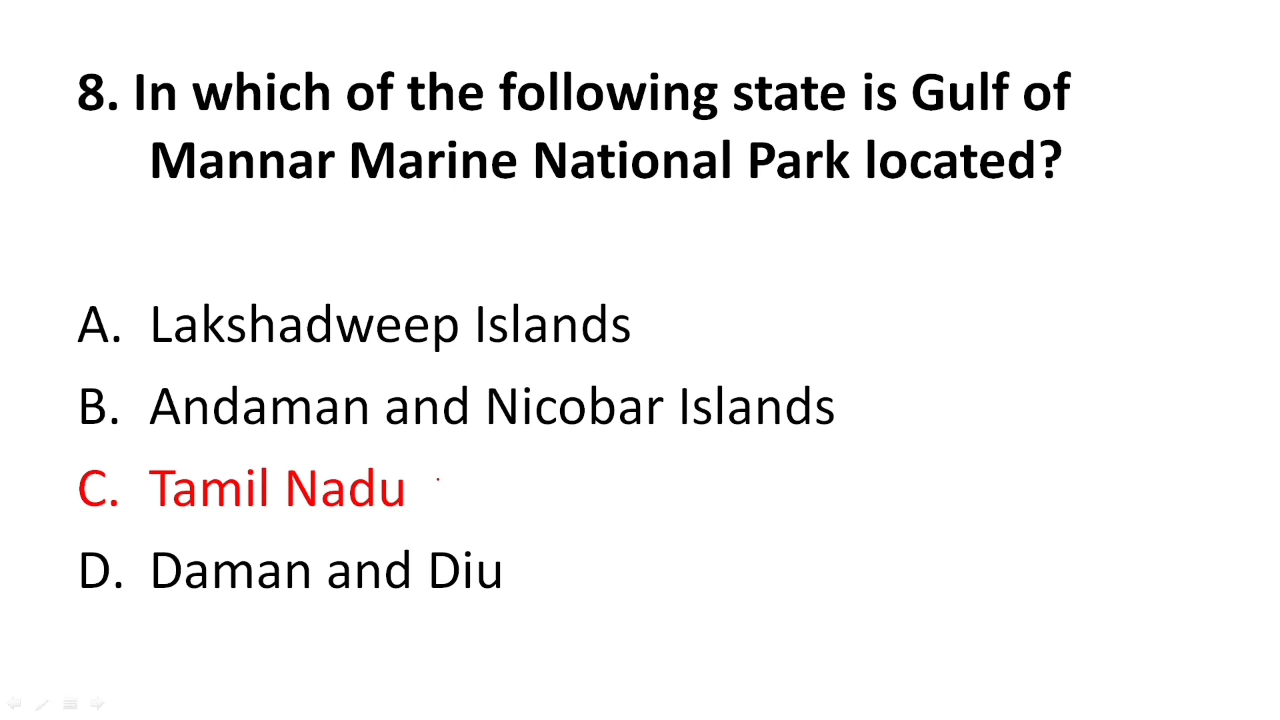 8. In which of the following state is Gulf of
Mannar Marine National Park located?
A. Lakshadweep Islands
B. Andaman and Nicobar Islands
C. Tamil Nadu
D. Daman and Diu